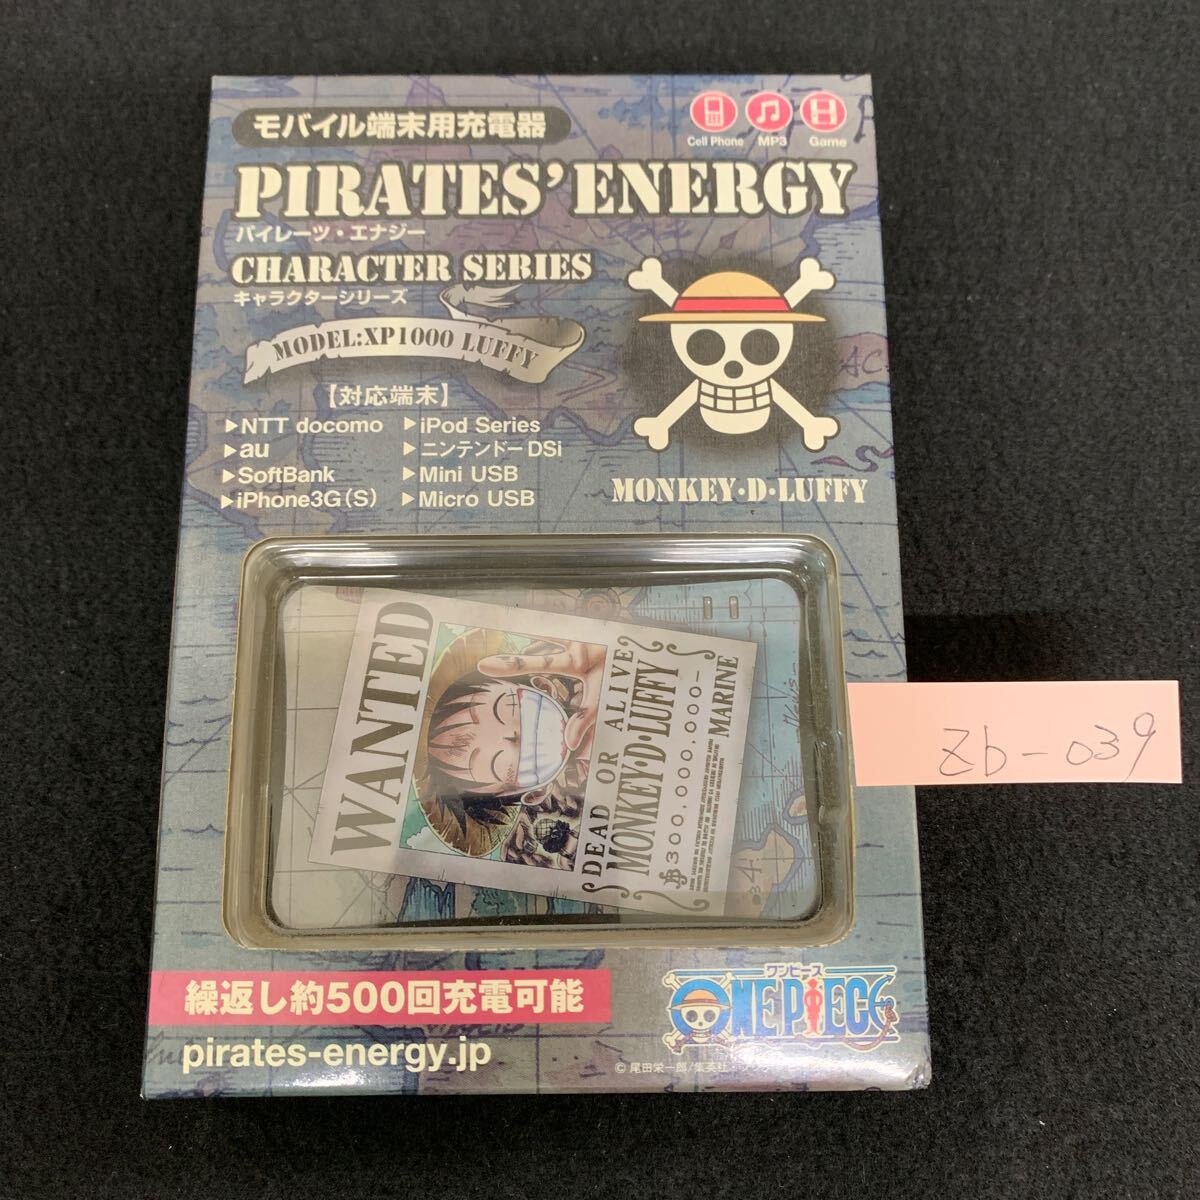 モバイル端末用充電器
Cell Phone MP3 Game
PIRATES' ENERGY
パイレーツ・エナジー
CHARACTER SERIES
キャラクターシリーズ
MODEL:XP1000 LUFFY
【対応端末】
▶NTT docomo ▶iPod Series
▶au ▶ニンテンドーDSi
▶SoftBank ▶Mini USB
▶iPhone3G(S) ▶Micro USB
MONKEY・D・LUFFY
WANTED
DEAD OR ALIVE
MONKEY・D・LUFFY
300,000,000-
MARINE
zb-039
繰返し約500回充電可能
pirates-energy.jp
ワンピース
ONE PIECE
© 尾田栄一郎/集英社・